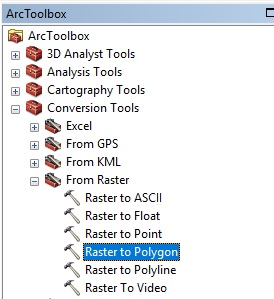 ArcToolbox
ArcToolbox
3D Analyst Tools
Analysis Tools
Cartography Tools
Conversion Tools
Excel
From GPS
From KML
From Raster
Raster to ASCII
Raster to Float
Raster to Point
Raster to Polygon
Raster to Polyline
Raster To Video